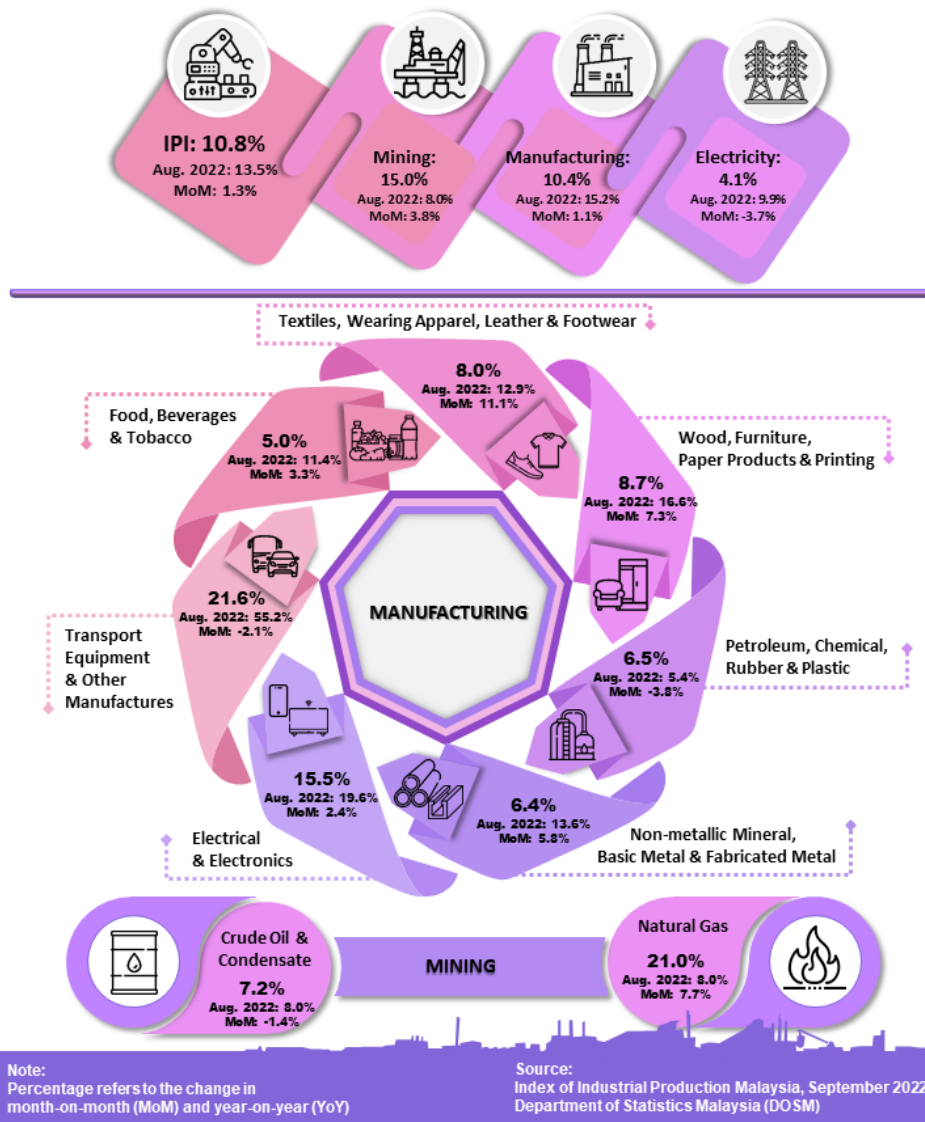 IPI: 10.8%
Aug. 2022: 13.5%
MoM: 1.3%
Mining:
15.0%
Aug. 2022: 8.0%
MoM: 3.8%
Manufacturing:
10.4%
Aug. 2022: 15.2%
MoM: 1.1%
Electricity:
4.1%
Aug. 2022: 9.9%
MoM: -3.7%
Textiles, Wearing Apparel, Leather & Footwear
8.0%
Aug. 2022: 12.9%
MoM: 11.1%
Food, Beverages
& Tobacco
5.0%
Aug. 2022: 11.4%
MoM: 3.3%
Wood, Furniture,
Paper Products & Printing
8.7%
Aug. 2022: 16.6%
MoM: 7.3%
MANUFACTURING
21.6%
Aug. 2022: 55.2%
MoM: -2.1%
Transport
Equipment
& Other
Manufactures
Petroleum, Chemical,
Rubber & Plastic
6.5%
Aug. 2022: 5.4%
MoM: -3.8%
15.5%
Aug. 2022: 19.6%
MoM: 2.4%
Electrical
& Electronics
6.4%
Aug. 2022: 13.6%
MoM: 5.8%
Non-metallic Mineral,
Basic Metal & Fabricated Metal
Crude Oil &
Condensate
7.2%
Aug. 2022: 8.0%
MoM: -1.4%
MINING
Natural Gas
21.0%
Aug. 2022: 8.0%
MoM: 7.7%
Note:
Percentage refers to the change in
month-on-month (MoM) and year-on-year (YoY)
Source:
Index of Industrial Production Malaysia, September 2022
Department of Statistics Malaysia (DOSM)